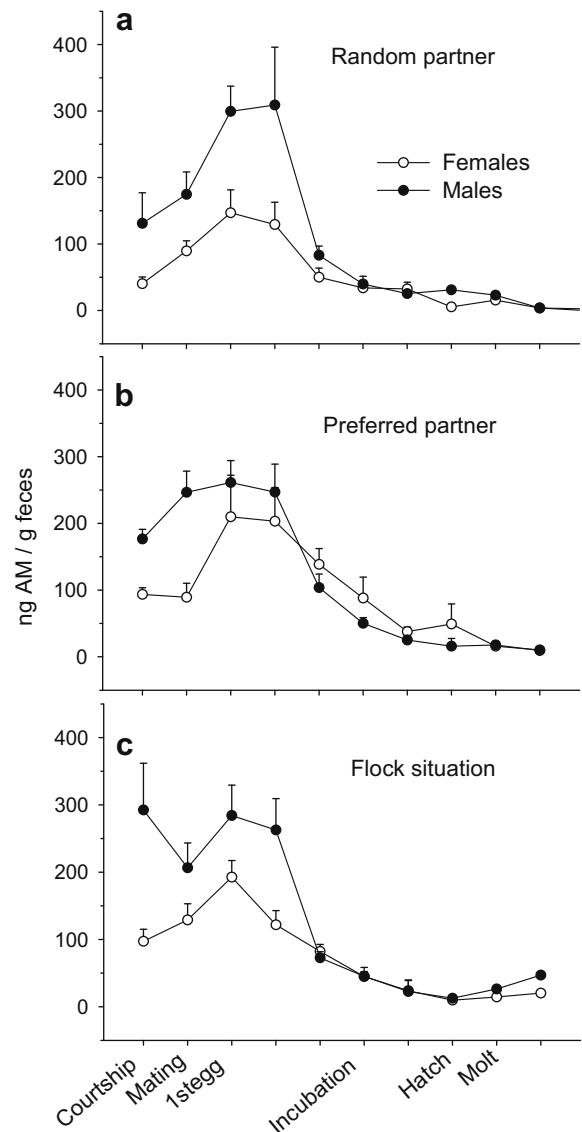 a
Random partner
400
300
200
100
0
Females
Males
b
Preferred partner
400
300
200
100
0
ng AM / g feces
c
Flock situation
400
300
200
100
0
Courtship
Mating
1stegg
Incubation
Hatch
Molt